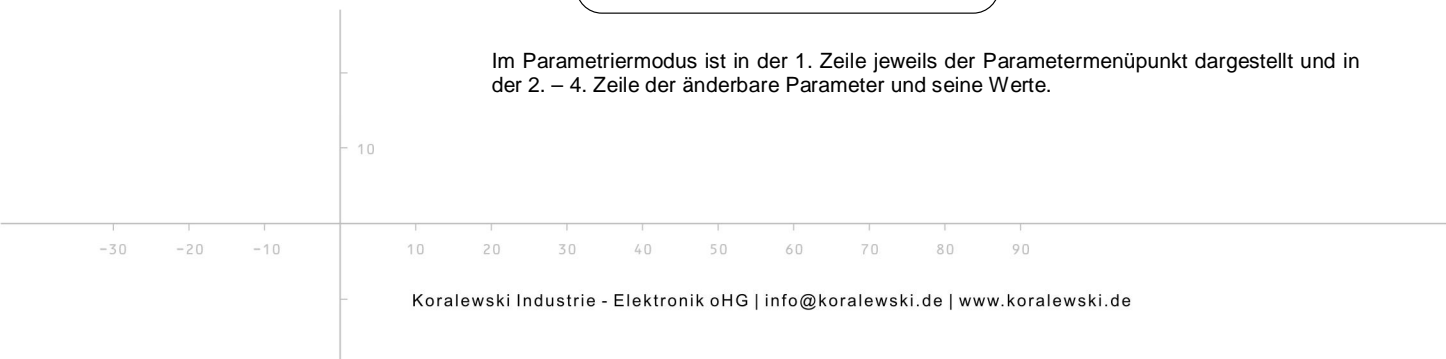 Im Parametriermodus ist in der 1. Zeile jeweils der Parametermenüpunkt dargestellt und in
der 2. – 4. Zeile der änderbare Parameter und seine Werte.
10
-30 -20 -10 10 20 30 40 50 60 70 80 90
Koralewski Industrie - Elektronik oHG | info@koralewski.de | www.koralewski.de